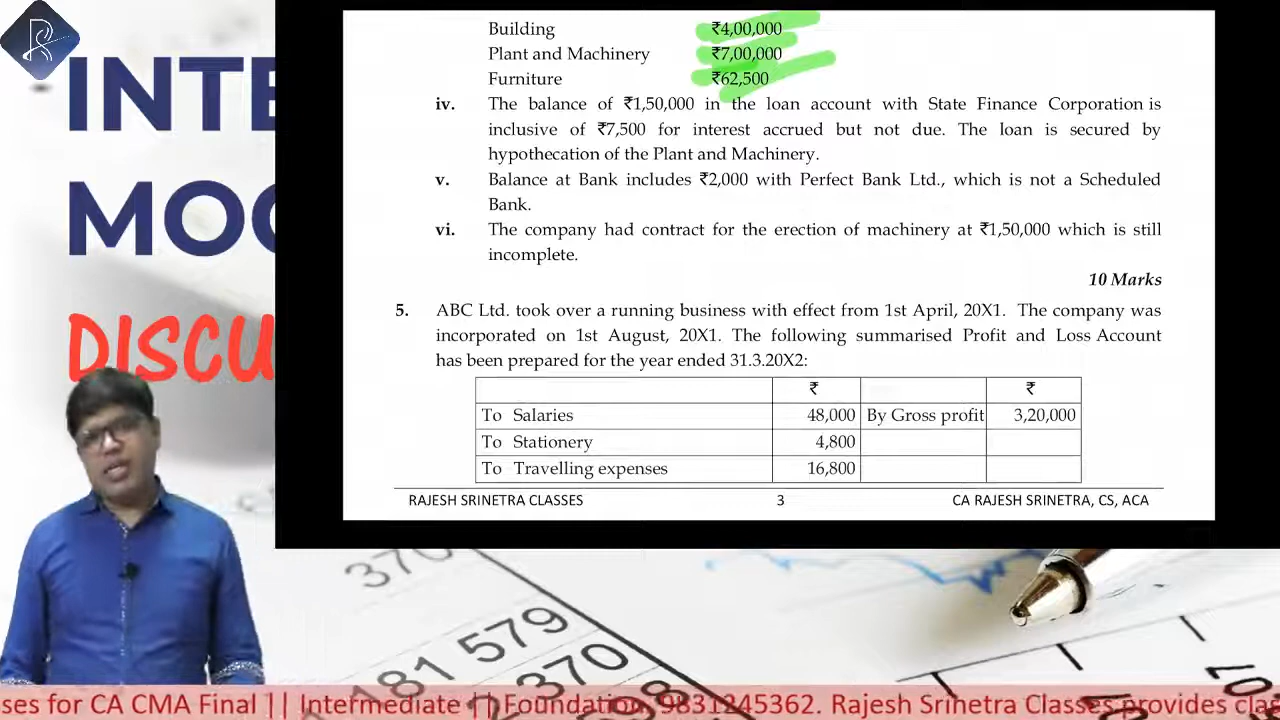 INTE
MOC
DISCU
Building ₹4,00,000
Plant and Machinery ₹7,00,000
Furniture ₹62,500
iv. The balance of ₹1,50,000 in the loan account with State Finance Corporation is
inclusive of ₹7,500 for interest accrued but not due. The loan is secured by
hypothecation of the Plant and Machinery.
v. Balance at Bank includes ₹2,000 with Perfect Bank Ltd., which is not a Scheduled
Bank.
vi. The company had contract for the erection of machinery at ₹1,50,000 which is still
incomplete.
10 Marks
5. ABC Ltd. took over a running business with effect from 1st April, 20X1. The company was
incorporated on 1st August, 20X1. The following summarised Profit and Loss Account
has been prepared for the year ended 31.3.20X2:
₹ ₹
To Salaries 48,000 By Gross profit 3,20,000
To Stationery 4,800
To Travelling expenses 16,800
RAJESH SRINETRA CLASSES 3 CA RAJESH SRINETRA, CS, ACA
370
579
181
370
ses for CA CMA Final || Intermediate || Foundation. 9831245362. Rajesh Srinetra Classes provides clas